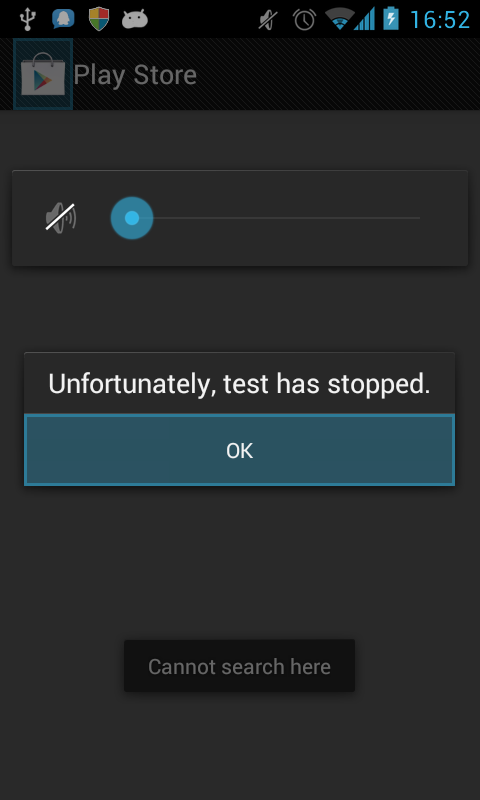 16:52
Play Store
Unfortunately, test has stopped.
OK
Cannot search here